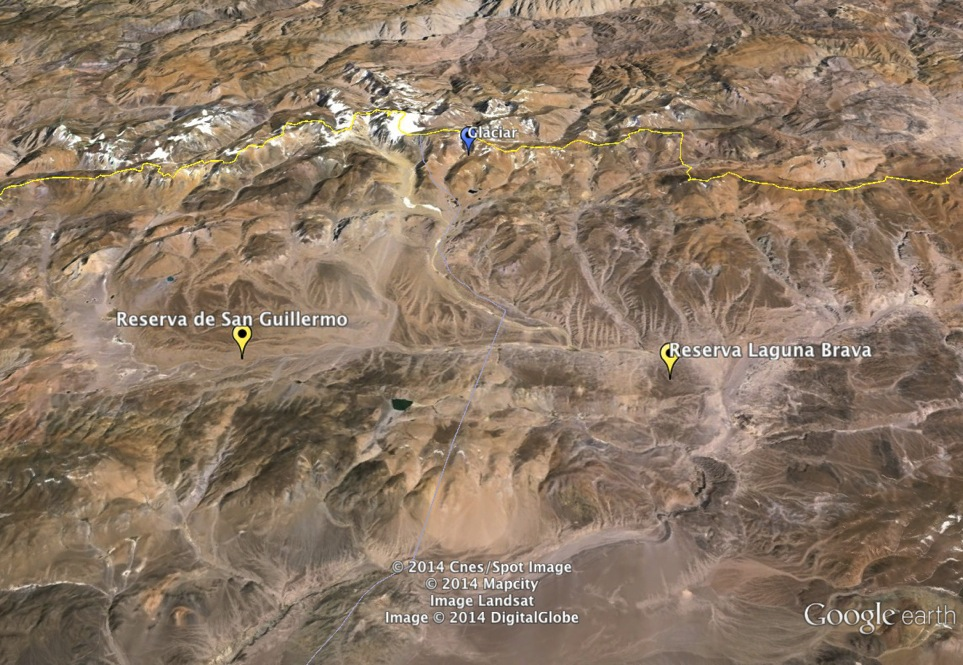 Glaciar
Reserva de San Guillermo
Reserva Laguna Brava
© 2014 Cnes/Spot Image
© 2014 Mapcity
Image Landsat
Image © 2014 DigitalGlobe
Google earth